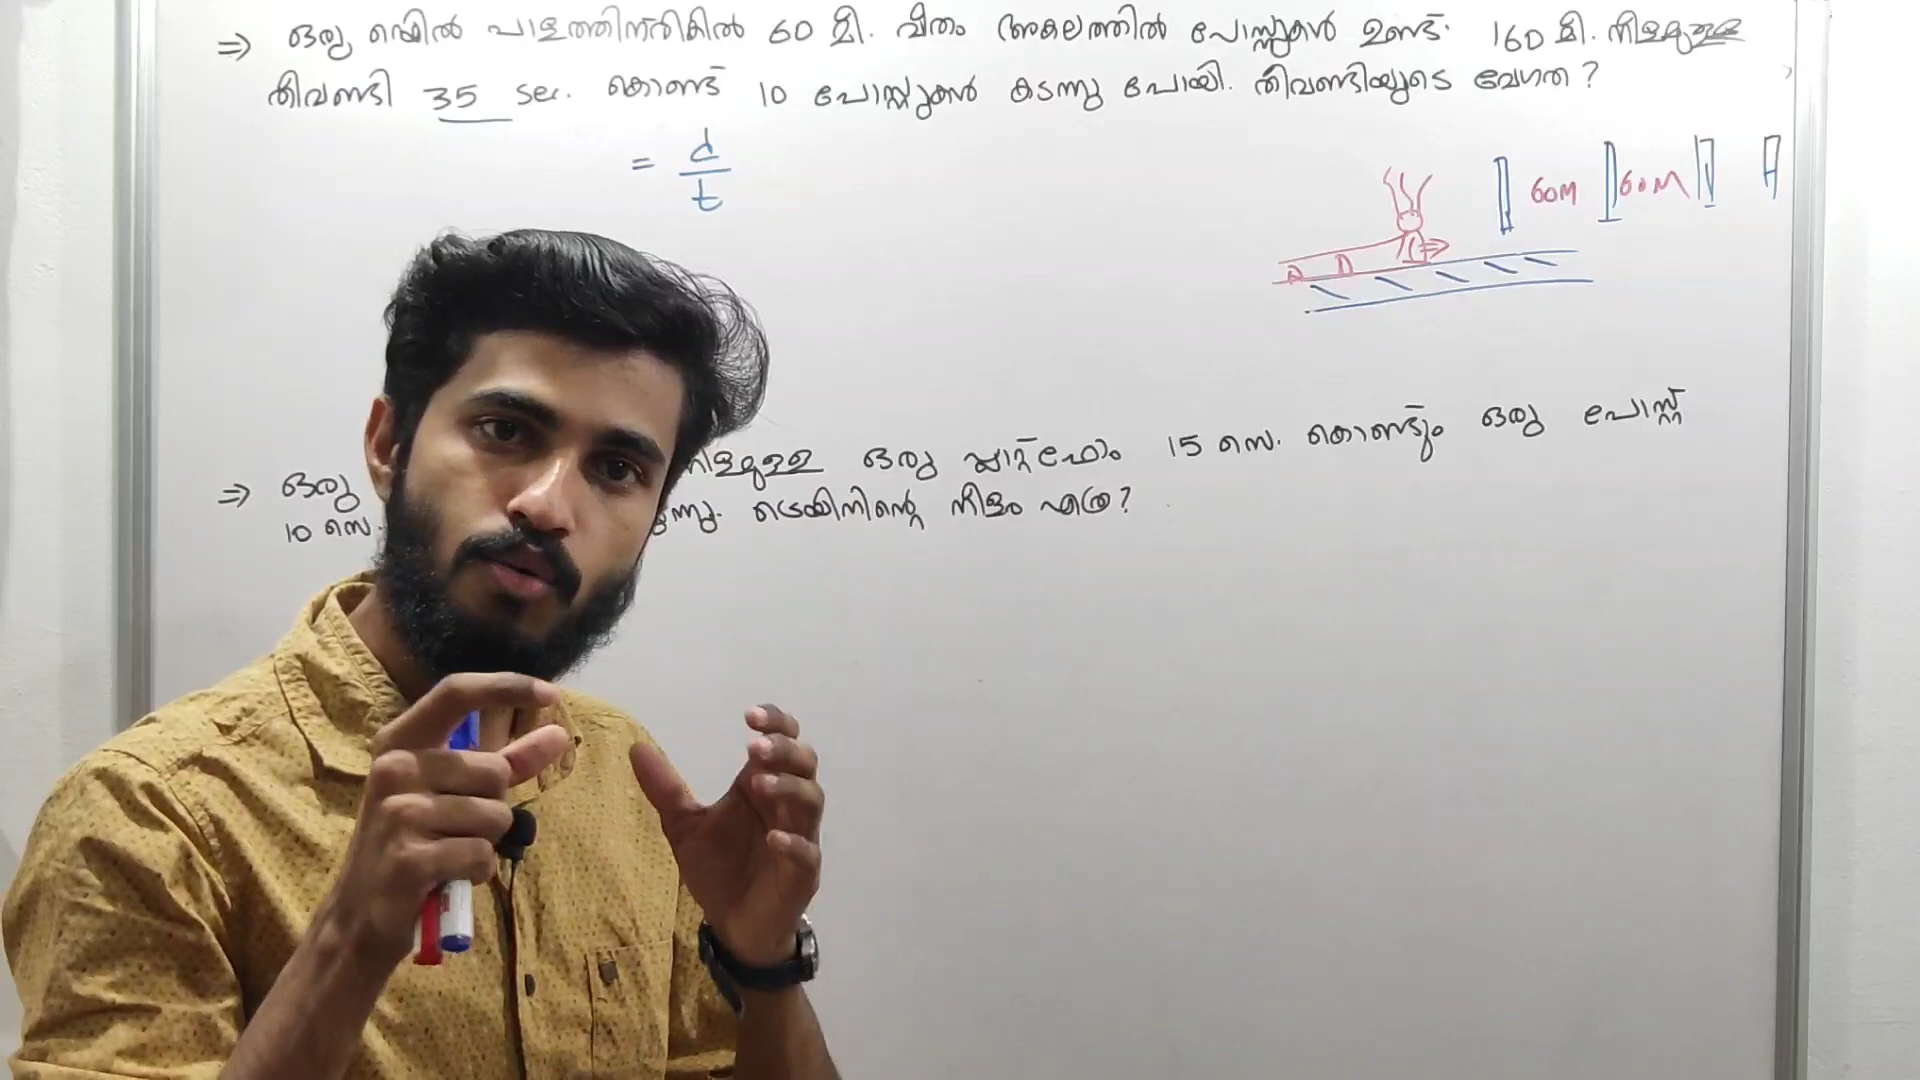 ⇒ ഒരു റെയിൽ പാളത്തിനരികിൽ 60 മീ. വീതം അകലത്തിൽ പോസ്റ്റുകൾ ഉണ്ട്. 160 മീ. നീളമുള്ള
തീവണ്ടി 35 sec. കൊണ്ട് 10 പോസ്റ്റുകൾ കടന്നു പോയി. തീവണ്ടിയുടെ വേഗത ?
= d
t
60M 60M
⇒ ഒരു നീളമുള്ള ഒരു പ്ലാറ്റ്ഫോം 15 സെ. കൊണ്ടും ഒരു പോസ്റ്റ്
10 സെ. ട്രെയിനിന്റെ നീളം എത്ര?